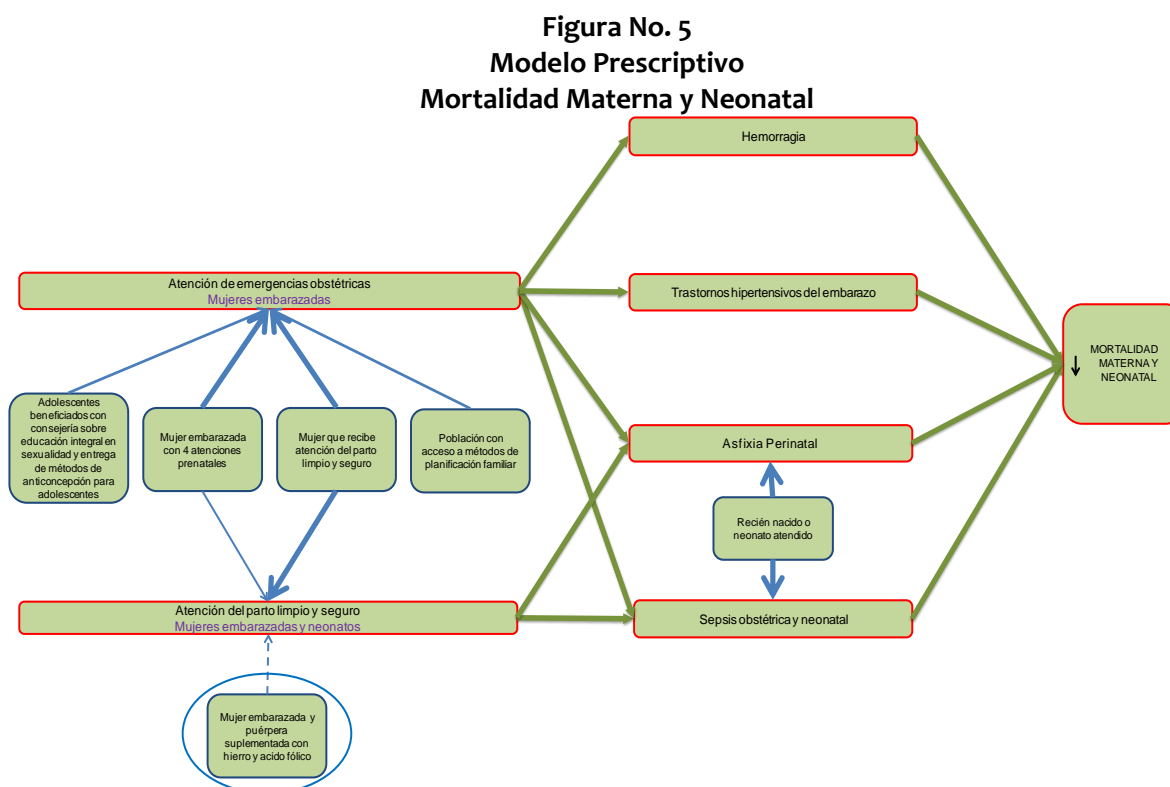 Figura No. 5
Modelo Prescriptivo
Mortalidad Materna y Neonatal
Hemorragia
Atención de emergencias obstétricas
Mujeres embarazadas
Trastornos hipertensivos del embarazo
↓ MORTALIDAD
MATERNA Y
NEONATAL
Adolescentes
beneficiados con
consejería sobre
educación integral en
sexualidad y entrega
de métodos de
anticoncepción para
adolescentes
Mujer embarazada
con 4 atenciones
prenatales
Mujer que recibe
atención del parto
limpio y seguro
Población con
acceso a métodos de
planificación familiar
Asfixia Perinatal
Recién nacido o
neonato atendido
Atención del parto limpio y seguro
Mujeres embarazadas y neonatos
Sepsis obstétrica y neonatal
Mujer embarazada y
puérpera
suplementada con
hierro y acido fólico